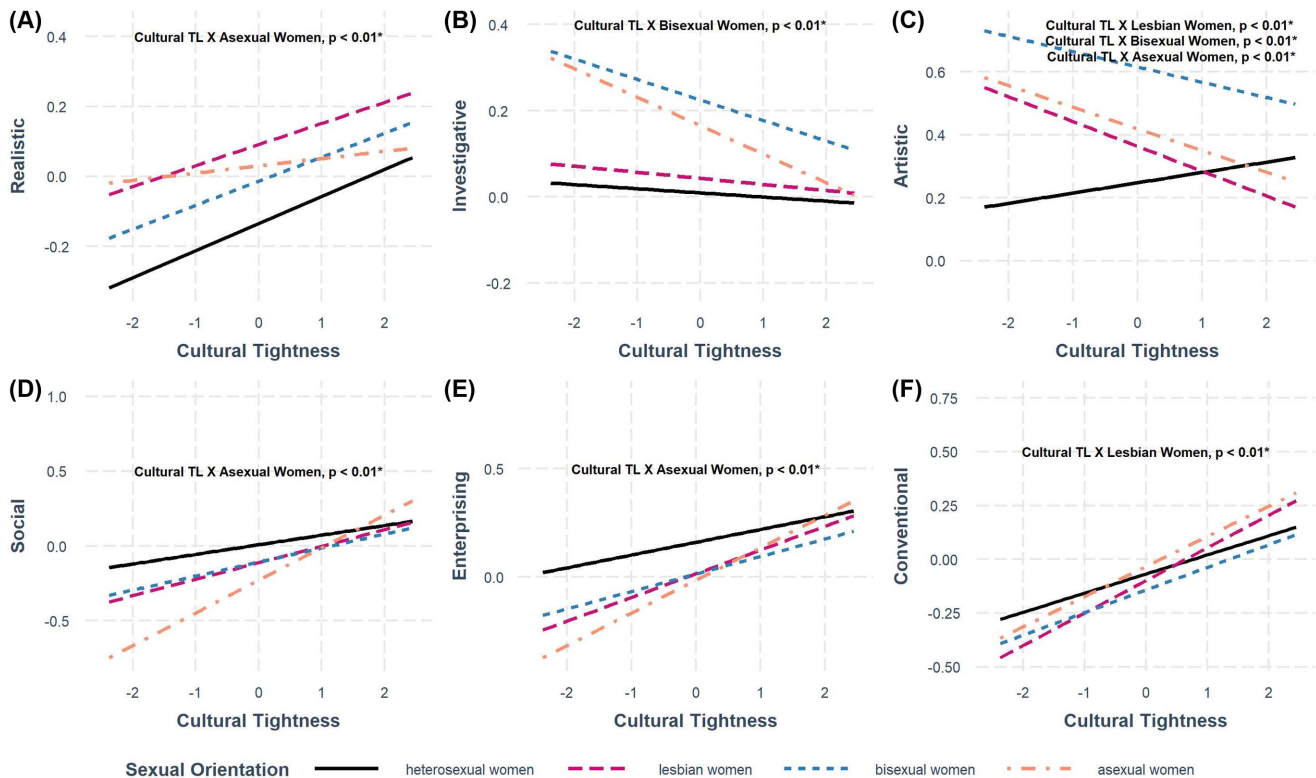 (A)
Cultural TL X Asexual Women, p < 0.01*
Realistic
0.4
0.2
0.0
-0.2
-2 -1 0 1 2
Cultural Tightness
(B)
Cultural TL X Bisexual Women, p < 0.01*
Investigative
0.4
0.2
0.0
-0.2
-2 -1 0 1 2
Cultural Tightness
(C)
Cultural TL X Lesbian Women, p < 0.01*
Cultural TL X Bisexual Women, p < 0.01*
Cultural TL X Asexual Women, p < 0.01*
Artistic
0.6
0.4
0.2
0.0
-2 -1 0 1 2
Cultural Tightness
(D)
Cultural TL X Asexual Women, p < 0.01*
Social
1.0
0.5
0.0
-0.5
-2 -1 0 1 2
Cultural Tightness
(E)
Cultural TL X Asexual Women, p < 0.01*
Enterprising
0.5
0.0
-2 -1 0 1 2
Cultural Tightness
(F)
Cultural TL X Lesbian Women, p < 0.01*
Conventional
0.75
0.50
0.25
0.00
-0.25
-0.50
-2 -1 0 1 2
Cultural Tightness
Sexual Orientation heterosexual women lesbian women bisexual women asexual women